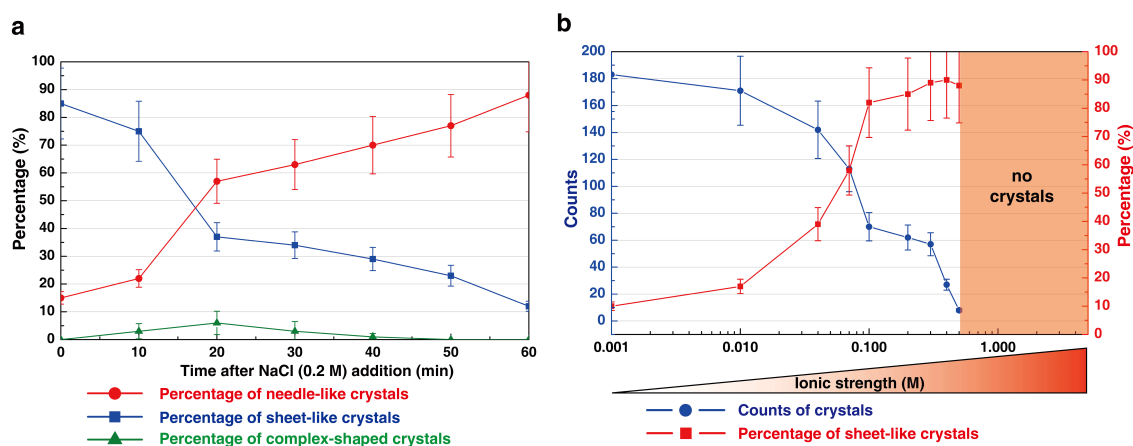 a
100
90
80
70
60
50
40
30
20
10
0
Percentage (%)
0 10 20 30 40 50 60
Time after NaCl (0.2 M) addition (min)
Percentage of needle-like crystals
Percentage of sheet-like crystals
Percentage of complex-shaped crystals
b
200
180
160
140
120
100
80
60
40
20
0
Counts
100
90
80
70
60
50
40
30
20
10
0
Percentage (%)
no
crystals
0.001 0.010 0.100 1.000
Ionic strength (M)
Counts of crystals
Percentage of sheet-like crystals